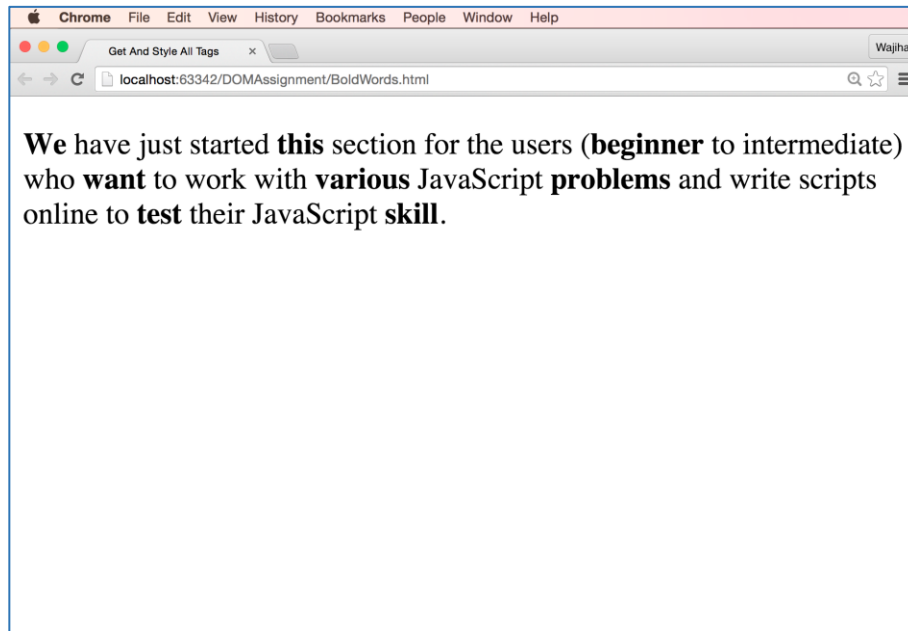 Chrome File Edit View History Bookmarks People Window Help
Get And Style All Tags ×
Wajiha
localhost:63342/DOMAssignment/BoldWords.html
We have just started this section for the users (beginner to intermediate)
who want to work with various JavaScript problems and write scripts
online to test their JavaScript skill.